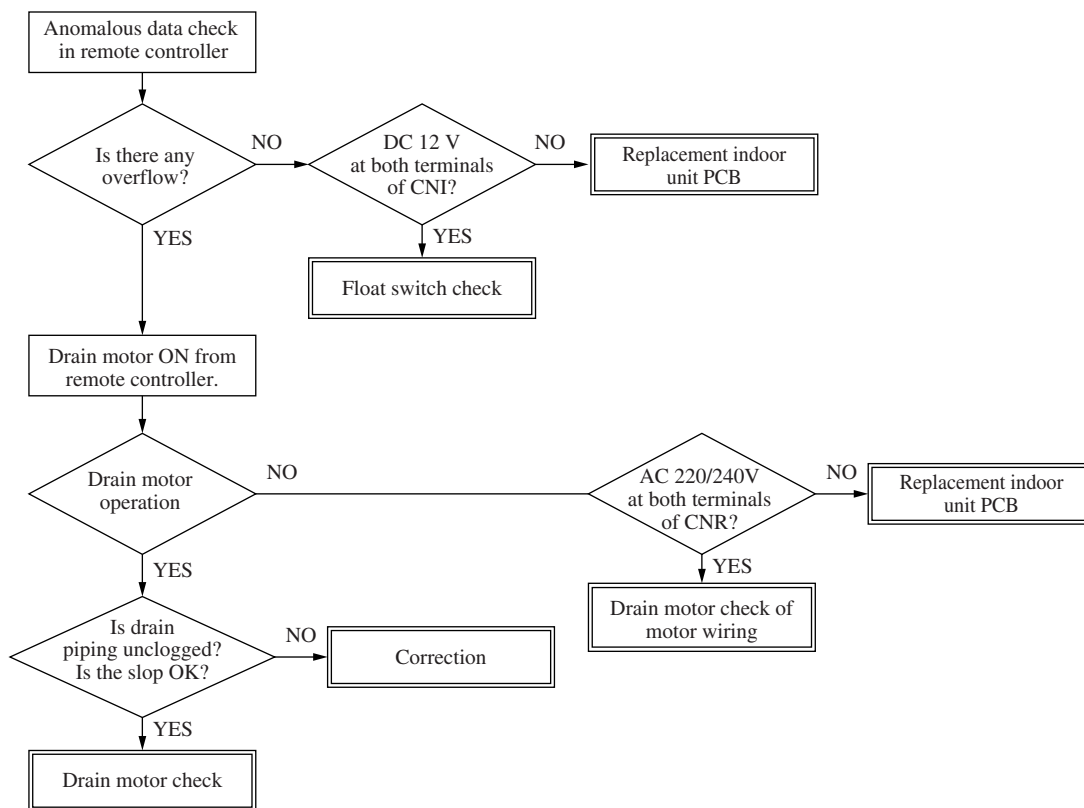 Anomalous data check
in remote controller
Is there any
overflow?
NO
DC 12 V
at both terminals
of CNI?
NO
Replacement indoor
unit PCB
YES
YES
Float switch check
Drain motor ON from
remote controller.
Drain motor
operation
NO
AC 220/240V
at both terminals
of CNR?
NO
Replacement indoor
unit PCB
YES
YES
Drain motor check of
motor wiring
Is drain
piping unclogged?
Is the slop OK?
NO
Correction
YES
Drain motor check